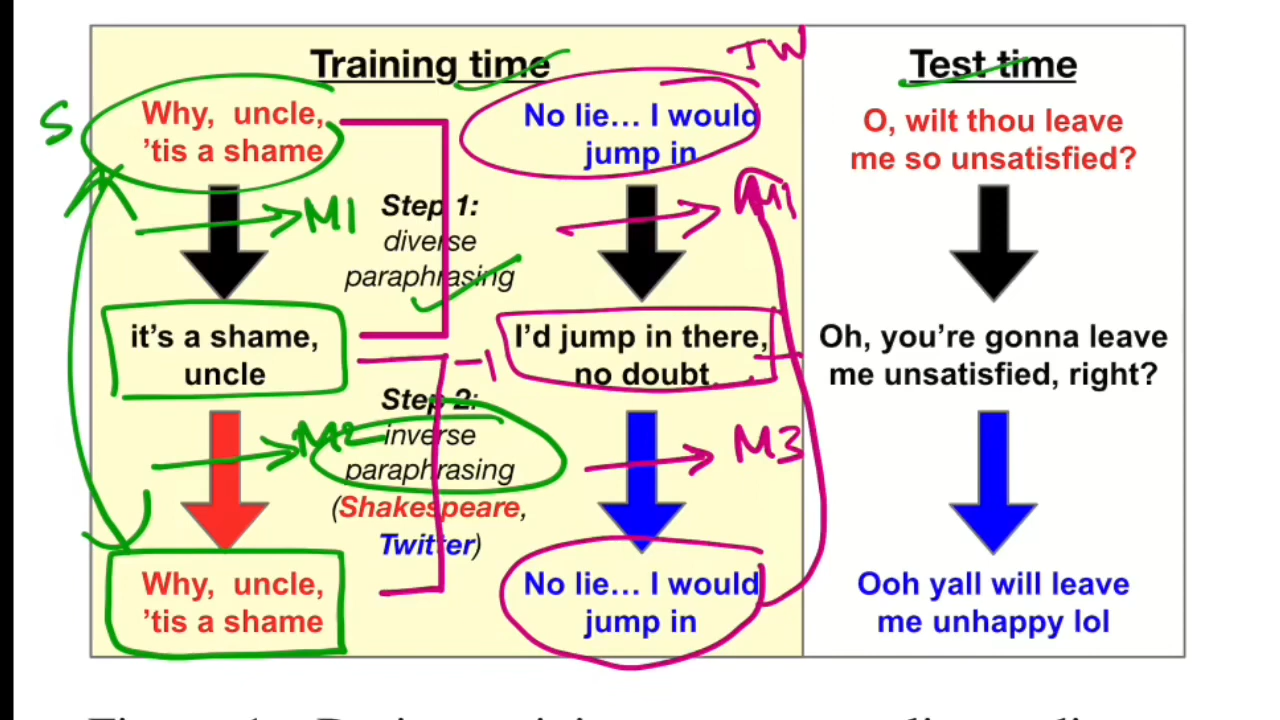 Training time
Test time
TW
S
Why, uncle,
’tis a shame
No lie... I would
jump in
O, wilt thou leave
me so unsatisfied?
M1
Step 1:
diverse
paraphrasing
M1
it’s a shame,
uncle
I’d jump in there,
no doubt
Oh, you’re gonna leave
me unsatisfied, right?
M2
Step 2:
inverse
paraphrasing
(Shakespeare,
Twitter)
M3
Why, uncle,
’tis a shame
No lie... I would
jump in
Ooh yall will leave
me unhappy lol